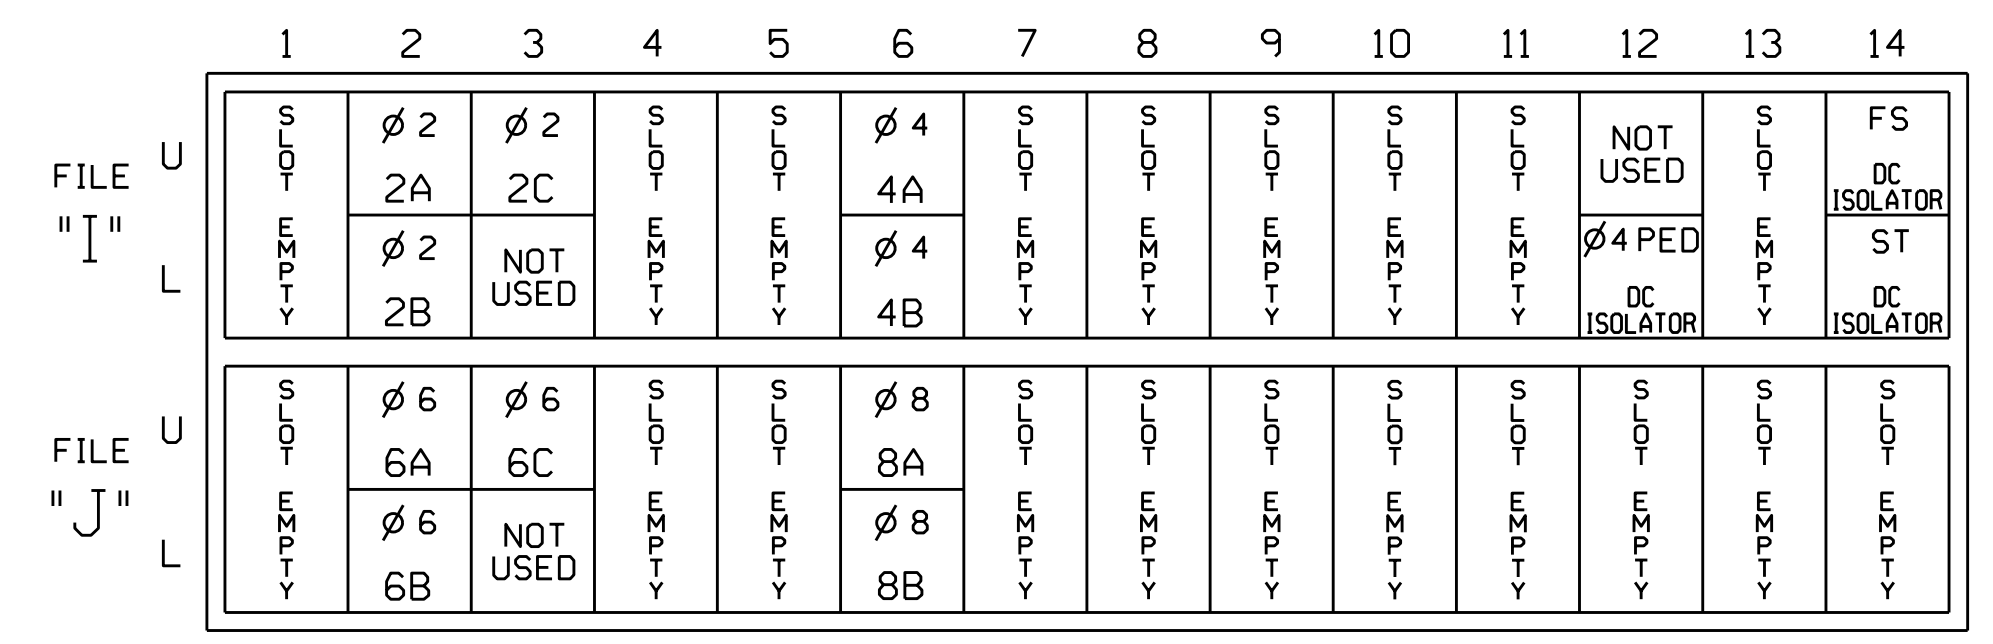 1 2 3 4 5 6 7 8 9 10 11 12 13 14
FILE "I"
U
L
SLOT EMPTY
Ø 2
2A
Ø 2
2B
Ø 2
2C
NOT
USED
SLOT EMPTY
SLOT EMPTY
Ø 4
4A
Ø 4
4B
SLOT EMPTY
SLOT EMPTY
SLOT EMPTY
SLOT EMPTY
SLOT EMPTY
NOT
USED
Ø 4 PED
DC
ISOLATOR
SLOT EMPTY
FS
DC
ISOLATOR
ST
DC
ISOLATOR
FILE "J"
U
L
SLOT EMPTY
Ø 6
6A
Ø 6
6B
Ø 6
6C
NOT
USED
SLOT EMPTY
SLOT EMPTY
Ø 8
8A
Ø 8
8B
SLOT EMPTY
SLOT EMPTY
SLOT EMPTY
SLOT EMPTY
SLOT EMPTY
SLOT EMPTY
SLOT EMPTY
SLOT EMPTY